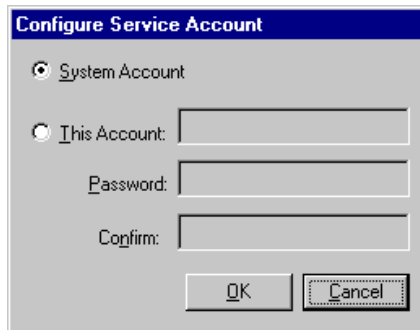 Configure Service Account
System Account
This Account:
Password:
Confirm:
OK Cancel